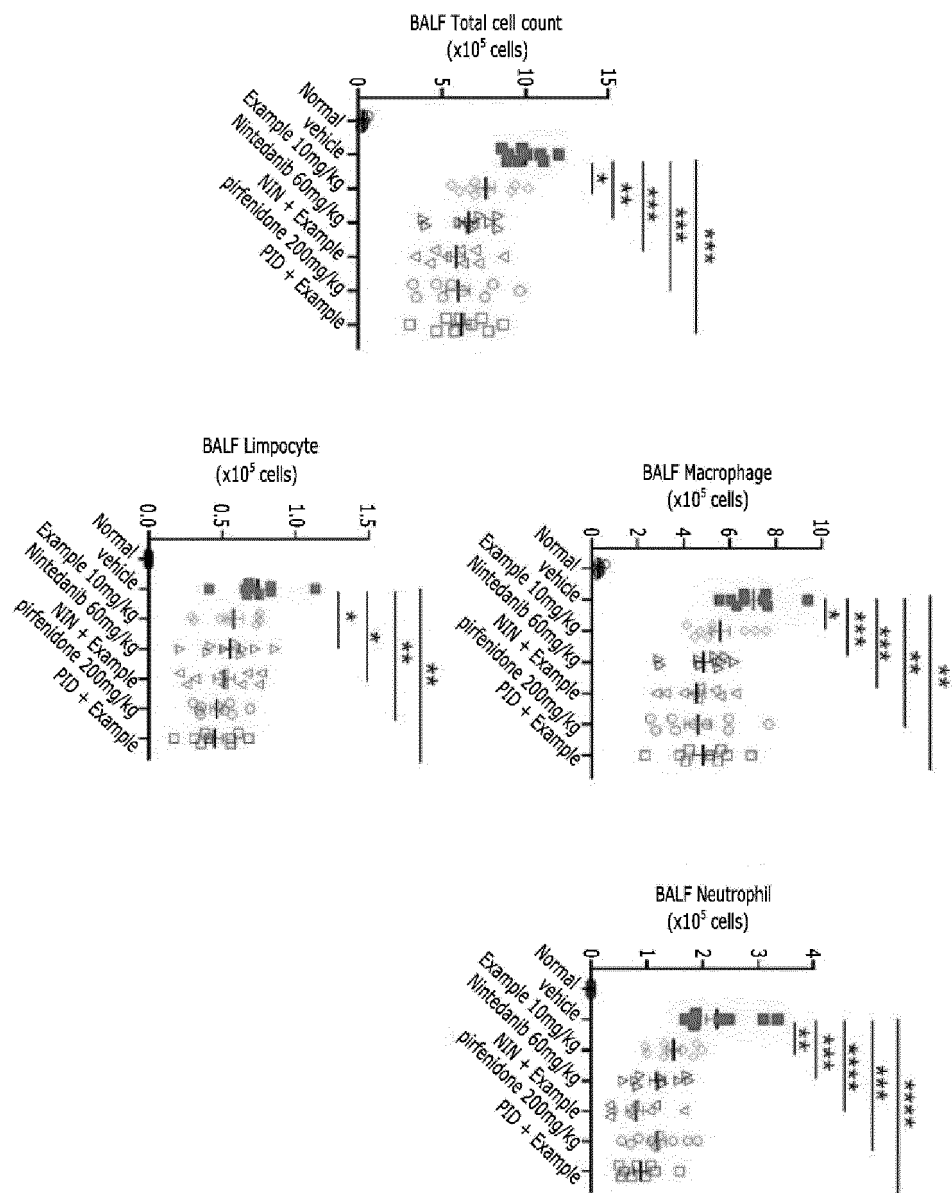 BALF Total cell count
(x10⁵ cells)
0
5
10
15
Normal
vehicle
Example 10mg/kg
Nintedanib 60mg/kg
NIN + Example
pirfenidone 200mg/kg
PID + Example
*
**
***
***
***
BALF Macrophage
(x10⁵ cells)
0
2
4
6
8
10
Normal
vehicle
Example 10mg/kg
Nintedanib 60mg/kg
NIN + Example
pirfenidone 200mg/kg
PID + Example
*
***
***
**
**
BALF Neutrophil
(x10⁵ cells)
0
1
2
3
4
Normal
vehicle
Example 10mg/kg
Nintedanib 60mg/kg
NIN + Example
pirfenidone 200mg/kg
PID + Example
**
***
****
***
****
BALF Limpocyte
(x10⁵ cells)
0.0
0.5
1.0
1.5
Normal
vehicle
Example 10mg/kg
Nintedanib 60mg/kg
NIN + Example
pirfenidone 200mg/kg
PID + Example
*
*
**
**